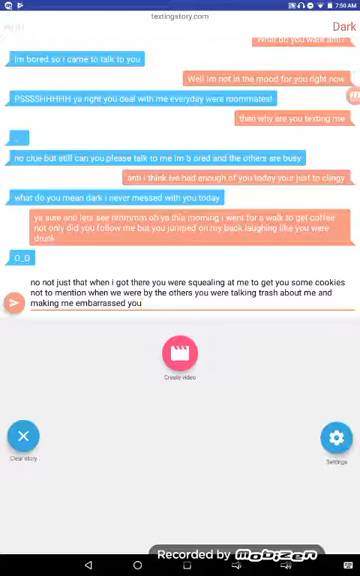 7:50 AM
textingstory.com
Dark
What do you want anti?
Im bored so i came to talk to you
Well im not in the mood for you right now
PSSSSHHHHH ya right you deal with me everyday were roommates!
then why are you texting me
no clue but still can you please talk to me im b ored and the others are busy
anti i think ive had enough of you today your just to clingy
what do you mean dark i never messed with you today
ya sure and lets see nmmmm oh ya this morning i went for a walk to get coffee
not only did you follow me but you jumped on my back laughing like you were
drunk
O_O
no not just that when i got there you were squealing at me to get you some cookies
not to mention when we were by the others you were talking trash about me and
making me embarrassed you
Create video
Clear story
Settings
Recorded by
MOBIZEN